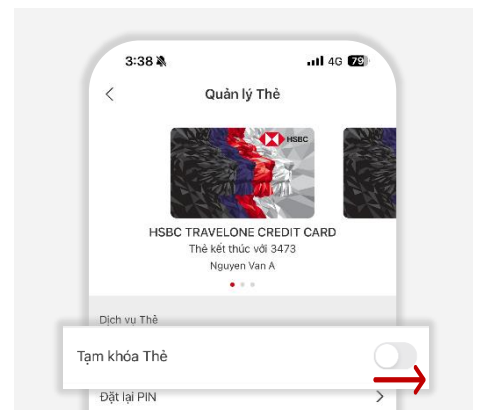 3:38
4G 79
Quản lý Thẻ
HSBC
HSBC TRAVELONE CREDIT CARD
Thẻ kết thúc với 3473
Nguyen Van A
Dịch vụ Thẻ
Tạm khóa Thẻ
Đặt lại PIN